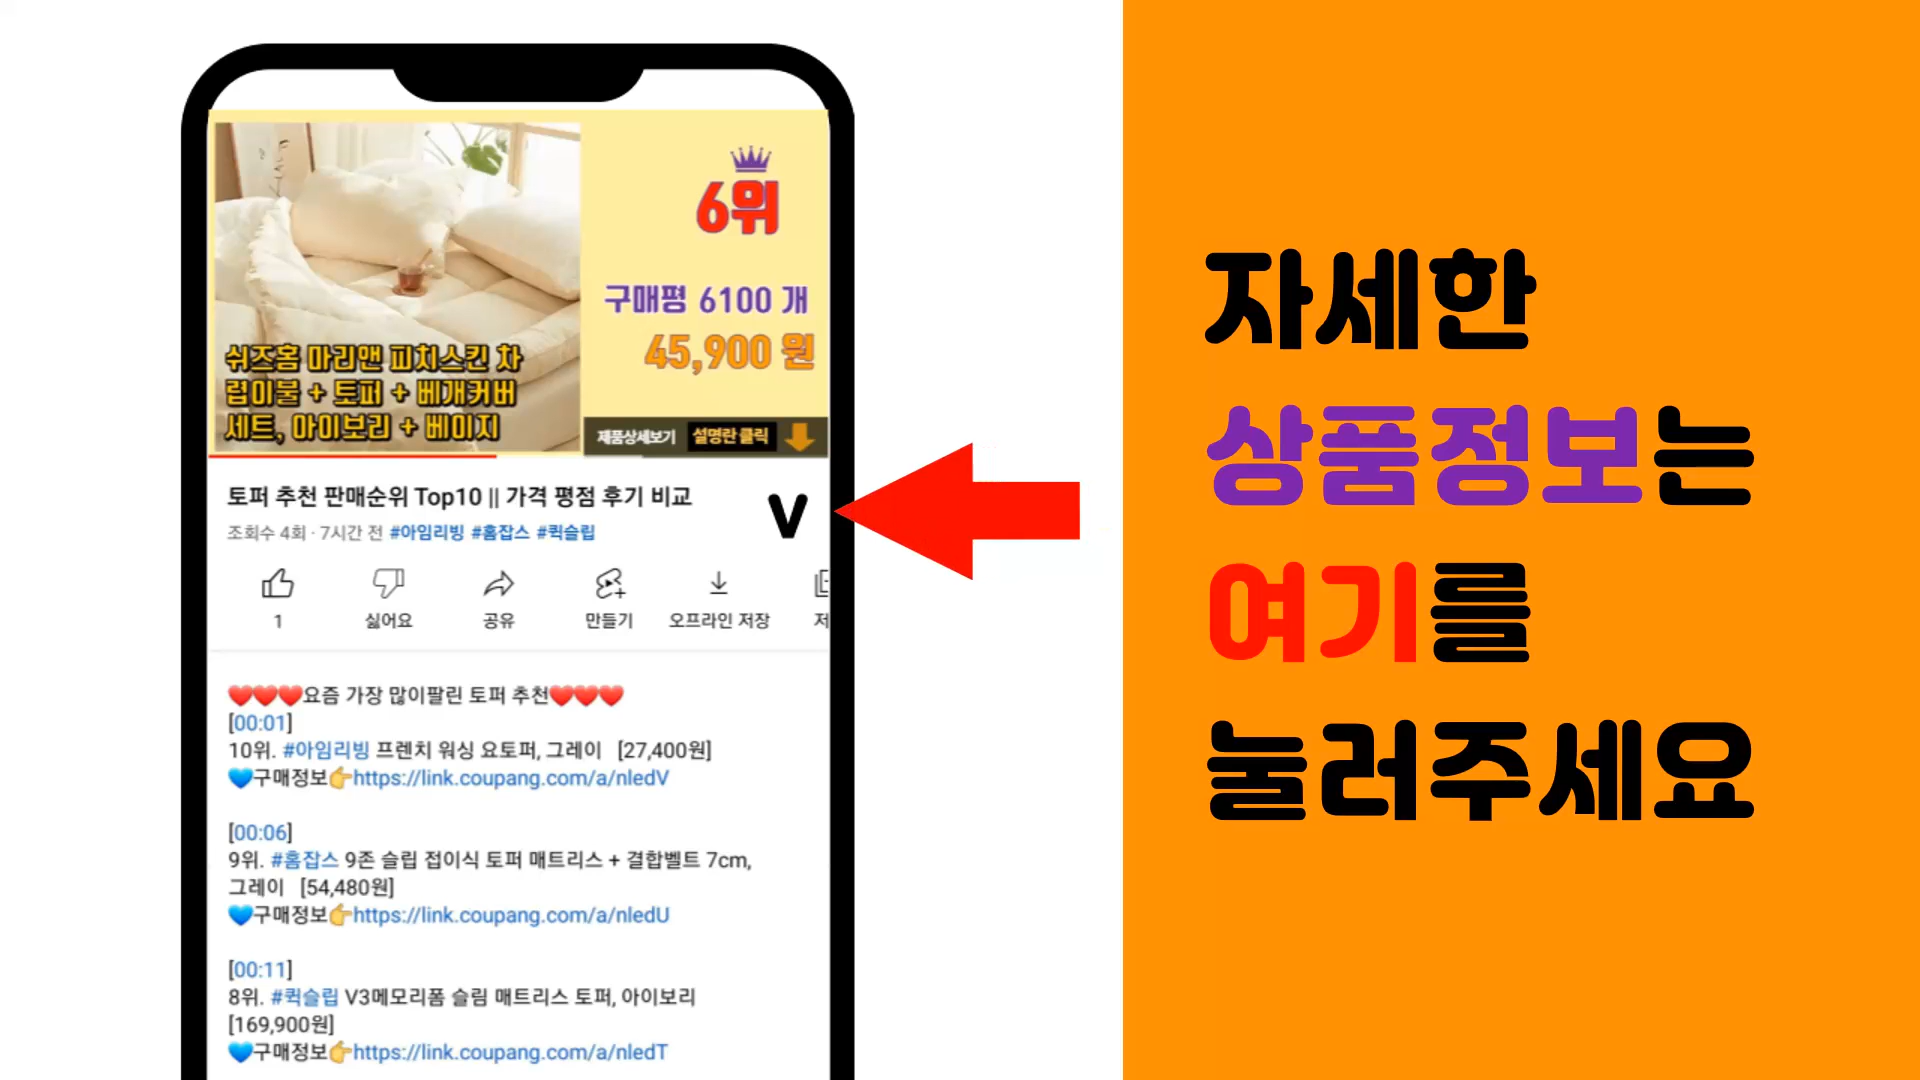 6위
구매평 6100 개
45,900 원
쉬즈홈 마리앤 피치스킨 차
렵이불 + 토퍼 + 베개커버
세트, 아이보리 + 베이지
제품상세보기 설명란 클릭
토퍼 추천 판매순위 Top10 || 가격 평점 후기 비교
V
조회수 4회 · 7시간 전 #아임리빙 #홈잡스 #퀵슬립
1 싫어요 공유 만들기 오프라인 저장 저
❤❤❤요즘 가장 많이팔린 토퍼 추천❤❤❤
[00:01]
10위. #아임리빙 프렌치 워싱 요토퍼, 그레이 [27,400원]
💙구매정보👉https://link.coupang.com/a/nledV
[00:06]
9위. #홈잡스 9존 슬립 접이식 토퍼 매트리스 + 결합벨트 7cm,
그레이 [54,480원]
💙구매정보👉https://link.coupang.com/a/nledU
[00:11]
8위. #퀵슬립 V3메모리폼 슬림 매트리스 토퍼, 아이보리
[169,900원]
💙구매정보👉https://link.coupang.com/a/nledT
자세한
상품정보는
여기를
눌러주세요